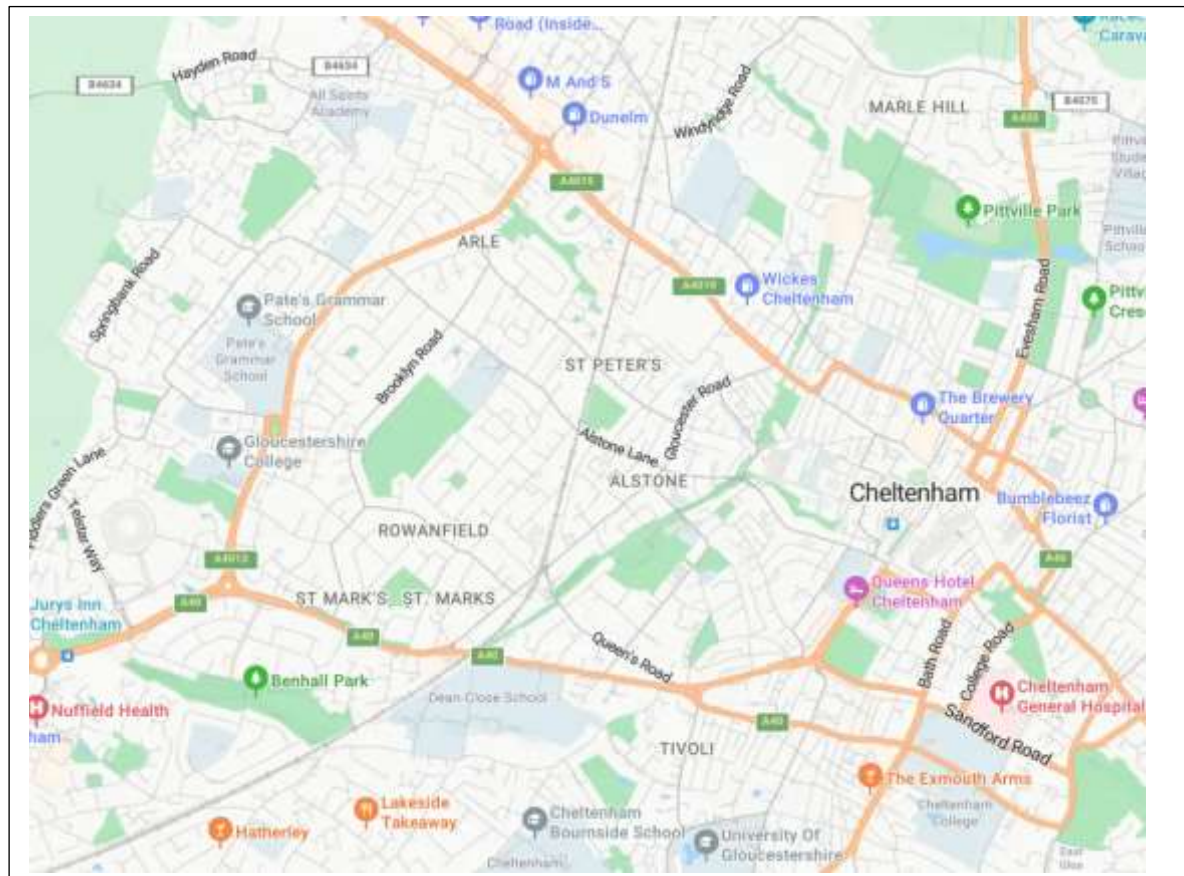 Road (Inside...
Carava
Hayden Road
B4634
B4634
M And S
All Saints
Academy
Dunelm
Windyridge Road
MARLE HILL
B4075
A435
Pittville Park
A4019
ARLE
Springbank Road
Pate's Grammar
School
Pate's
Grammar
School
A4019
Wickes
Cheltenham
Evesham Road
Brooklyn Road
ST PETER'S
Gloucester Road
The Brewery
Quarter
Alstone Lane
Gloucestershire
College
ALSTONE
Cheltenham
Bumblebeez
Florist
Telstar Way
ROWANFIELD
A4013
A46
A40
Jurys Inn
Cheltenham
ST MARK'S
ST. MARKS
Queens Hotel
Cheltenham
A40
A40
Queen's Road
Bath Road
College Road
Benhall Park
Dean Close School
Nuffield Health
ham
Cheltenham
General Hospital
Sandford Road
A40
TIVOLI
The Exmouth Arms
Lakeside
Takeaway
Hatherley
Cheltenham
Bournside School
Cheltenham
College
University Of
Gloucestershire
Cheltenham